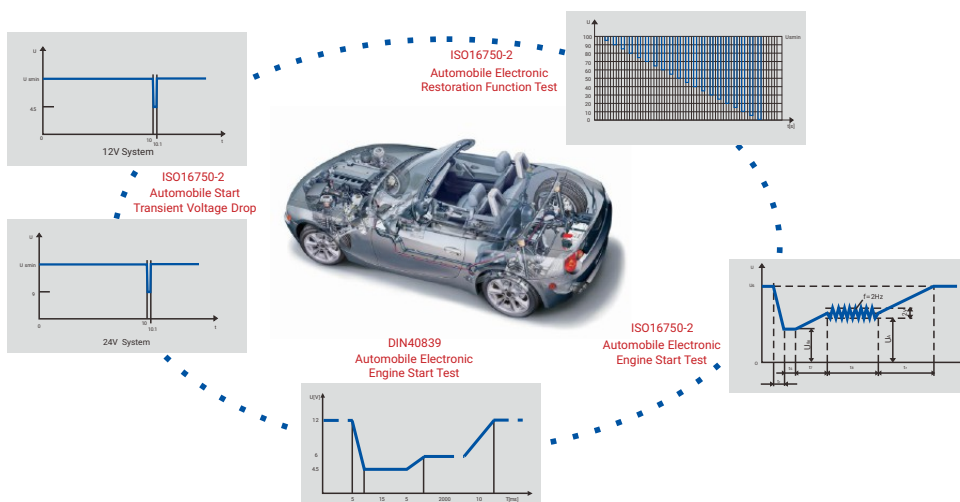 U
U smin
4.5
0
10
10.1
t
12V System
ISO16750-2
Automobile Electronic
Restoration Function Test
U
100
90
80
70
60
50
40
30
20
10
0
Usmin
t[s]
ISO16750-2
Automobile Start
Transient Voltage Drop
U
U smin
9
0
10
10.1
t
24V System
DIN40839
Automobile Electronic
Engine Start Test
U(V)
12
6
4.5
5
15
5
2000
10
T(ms)
ISO16750-2
Automobile Electronic
Engine Start Test
U
f=2Hz
0